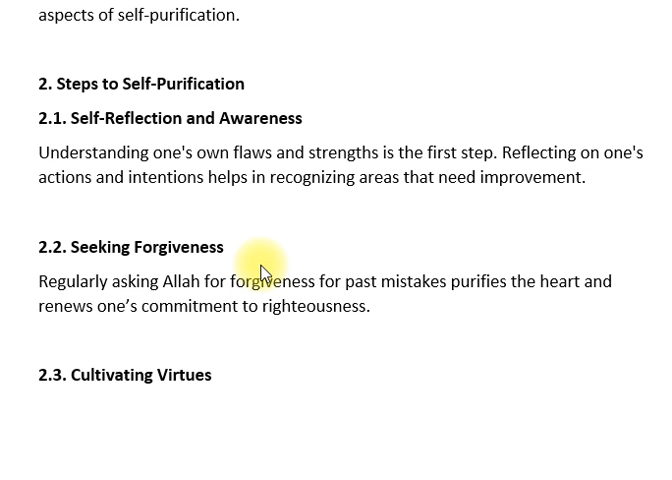 aspects of self-purification.
2. Steps to Self-Purification
2.1. Self-Reflection and Awareness
Understanding one's own flaws and strengths is the first step. Reflecting on one's
actions and intentions helps in recognizing areas that need improvement.
2.2. Seeking Forgiveness
Regularly asking Allah for forgiveness for past mistakes purifies the heart and
renews one’s commitment to righteousness.
2.3. Cultivating Virtues